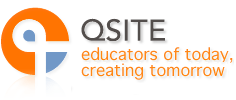 QSITE
educators of today,
creating tomorrow